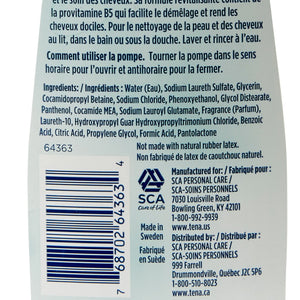 et le soin des cheveux. Sa formule revitalisante contient de
la provitamine B5 qui facilite le démêlage et rend les
cheveux dociles. Pour le nettoyage de la peau et des cheveux
au lit, dans le bain ou sous la douche. Laver et rincer à l'eau.
Comment utiliser la pompe. Tourner la pompe dans le sens
horaire pour l'ouvrir et antihoraire pour la fermer.
Ingredients: / Ingrédients : Water (Eau), Sodium Laureth Sulfate, Glycerin,
Cocamidopropyl Betaine, Sodium Chloride, Phenoxyethanol, Glycol Distearate,
Panthenol, Cocamide MEA, Sodium Lauroyl Glutamate, Fragrance (Parfum),
Laureth-10, Hydroxypropyl Guar Hydroxypropyltrimonium Chloride, Benzoic
Acid, Citric Acid, Propylene Glycol, Formic Acid, Pantolactone
64363
Not made with natural rubber latex.
Non fabriqué de latex de caoutchouc naturel.
7 68702 64363 4
SCA
Care of Life
Made in
Sweden
Fabriqué
en Suède
Manufactured for: / Fabriqué pour :
SCA PERSONAL CARE /
SCA-SOINS PERSONNELS
7030 Louisville Road
Bowling Green, KY 42101
1-800-992-9939
www.tena.us
Distributed by: / Distribué par :
SCA PERSONAL CARE /
SCA-SOINS PERSONNELS
999 Farrell
Drummondville, Québec J2C 5P6
1-800-510-8023
www.tena.ca